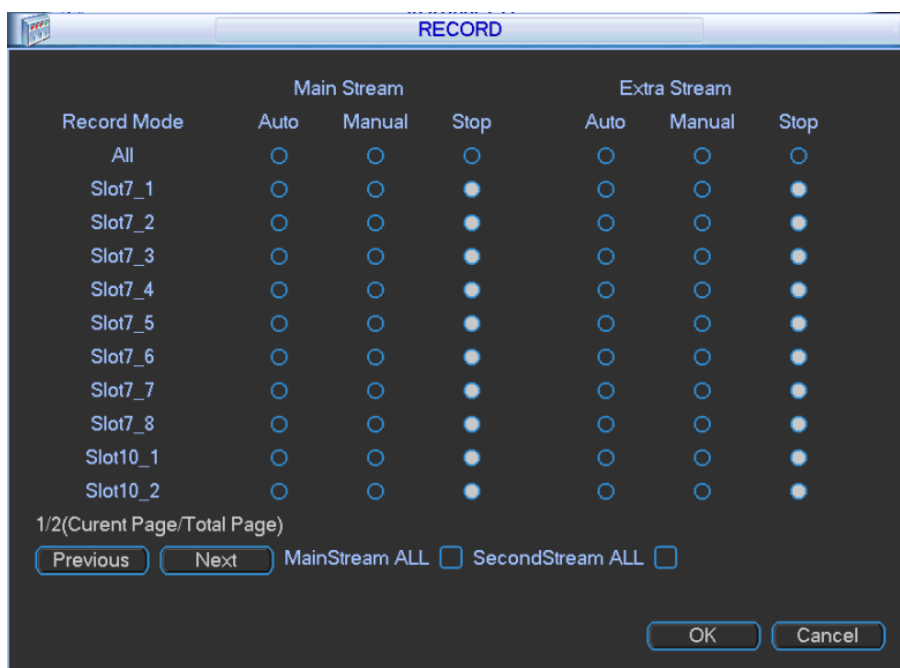 RECORD
Main Stream Extra Stream
Record Mode Auto Manual Stop Auto Manual Stop
All
Slot7_1
Slot7_2
Slot7_3
Slot7_4
Slot7_5
Slot7_6
Slot7_7
Slot7_8
Slot10_1
Slot10_2
1/2(Curent Page/Total Page)
Previous Next MainStream ALL SecondStream ALL
OK Cancel